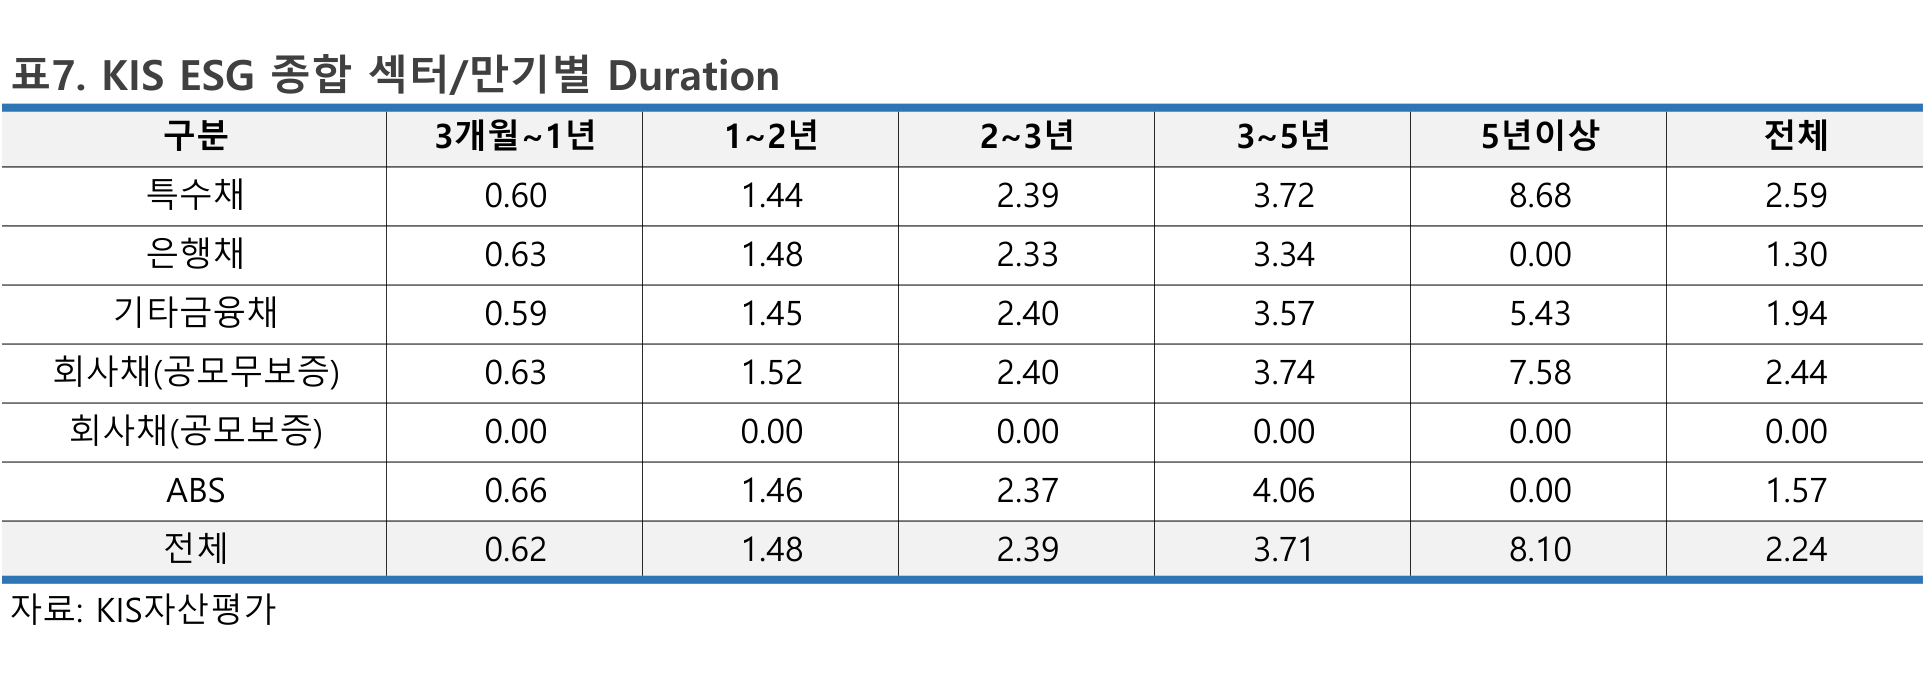 표7. KIS ESG 종합 섹터/만기별 Duration
구분 3개월~1년 1~2년 2~3년 3~5년 5년이상 전체
특수채 0.60 1.44 2.39 3.72 8.68 2.59
은행채 0.63 1.48 2.33 3.34 0.00 1.30
기타금융채 0.59 1.45 2.40 3.57 5.43 1.94
회사채(공모무보증) 0.63 1.52 2.40 3.74 7.58 2.44
회사채(공모보증) 0.00 0.00 0.00 0.00 0.00 0.00
ABS 0.66 1.46 2.37 4.06 0.00 1.57
전체 0.62 1.48 2.39 3.71 8.10 2.24
자료: KIS자산평가